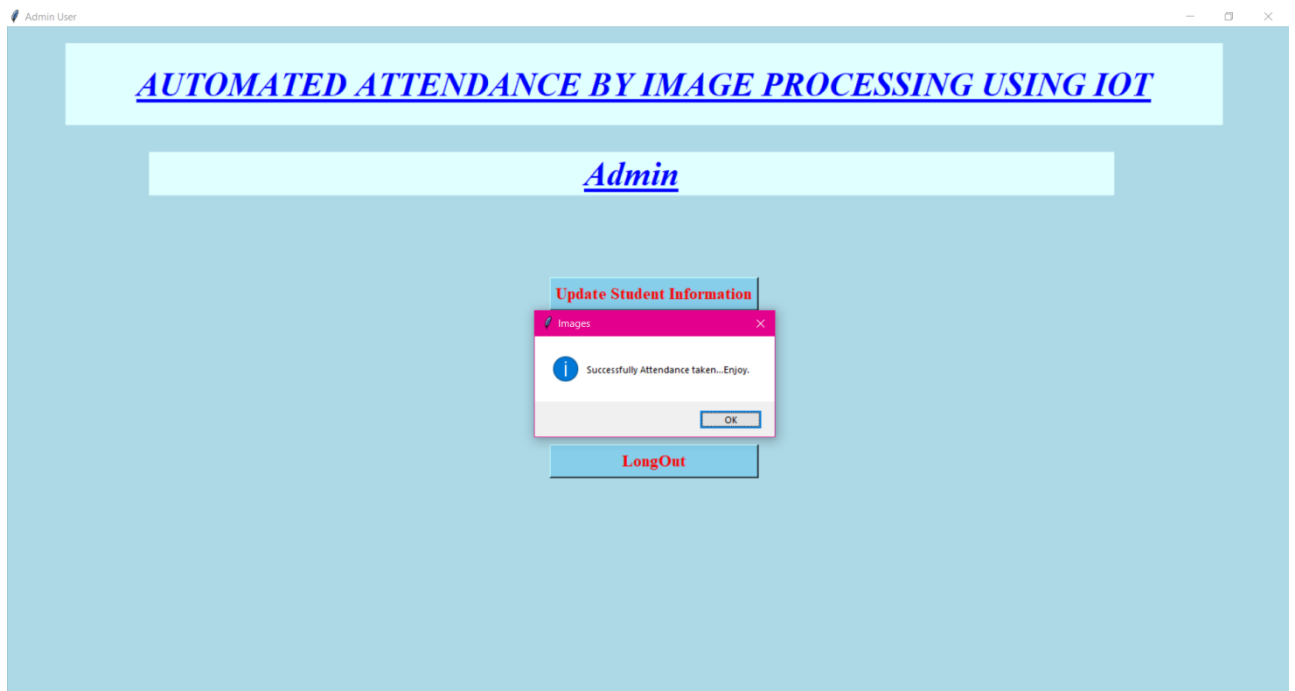 Admin User
AUTOMATED ATTENDANCE BY IMAGE PROCESSING USING IOT
Admin
Update Student Information
Images
Successfully Attendance taken...Enjoy.
OK
LongOut